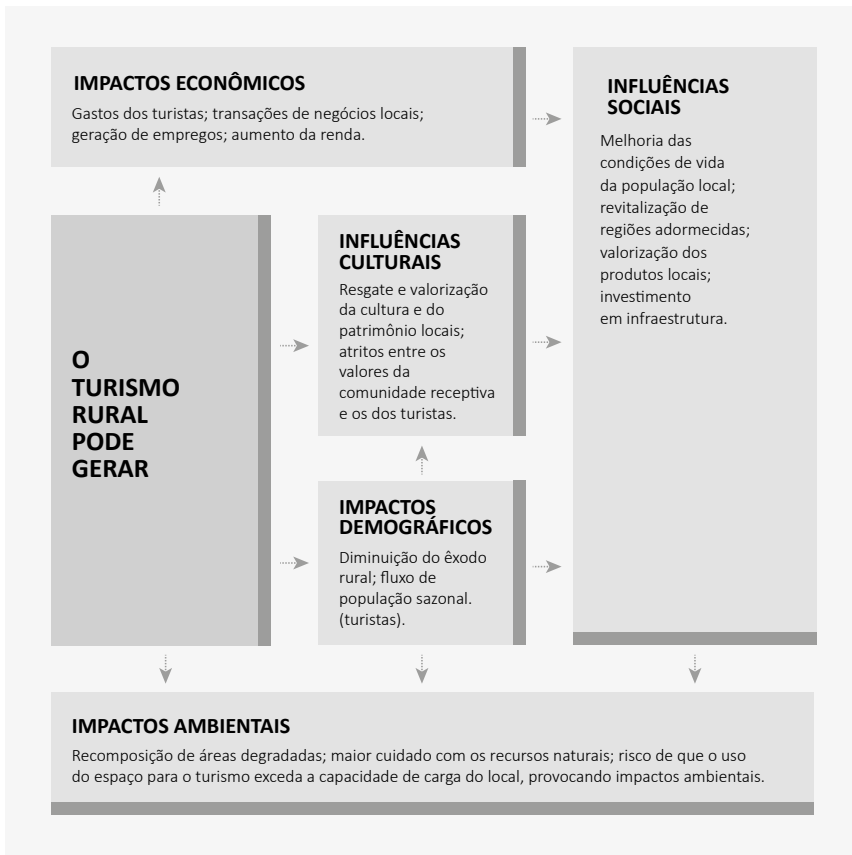 IMPACTOS ECONÔMICOS
Gastos dos turistas; transações de negócios locais;
geração de empregos; aumento da renda.
INFLUÊNCIAS
SOCIAIS
Melhoria das
condições de vida
da população local;
revitalização de
regiões adormecidas;
valorização dos
produtos locais;
investimento
em infraestrutura.
O
TURISMO
RURAL
PODE
GERAR
INFLUÊNCIAS
CULTURAIS
Resgate e valorização
da cultura e do
patrimônio locais;
atritos entre os
valores da
comunidade receptiva
e os dos turistas.
IMPACTOS
DEMOGRÁFICOS
Diminuição do êxodo
rural; fluxo de
população sazonal.
(turistas).
IMPACTOS AMBIENTAIS
Recomposição de áreas degradadas; maior cuidado com os recursos naturais; risco de que o uso
do espaço para o turismo exceda a capacidade de carga do local, provocando impactos ambientais.